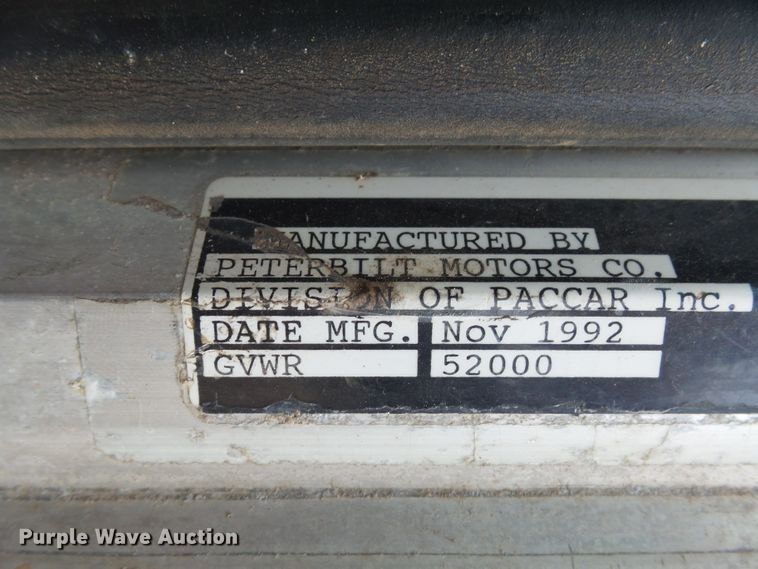 MANUFACTURED BY
PETERBILT MOTORS CO.
DIVISION OF PACCAR Inc.
DATE MFG. Nov 1992
GVWR 52000
Purple Wave Auction